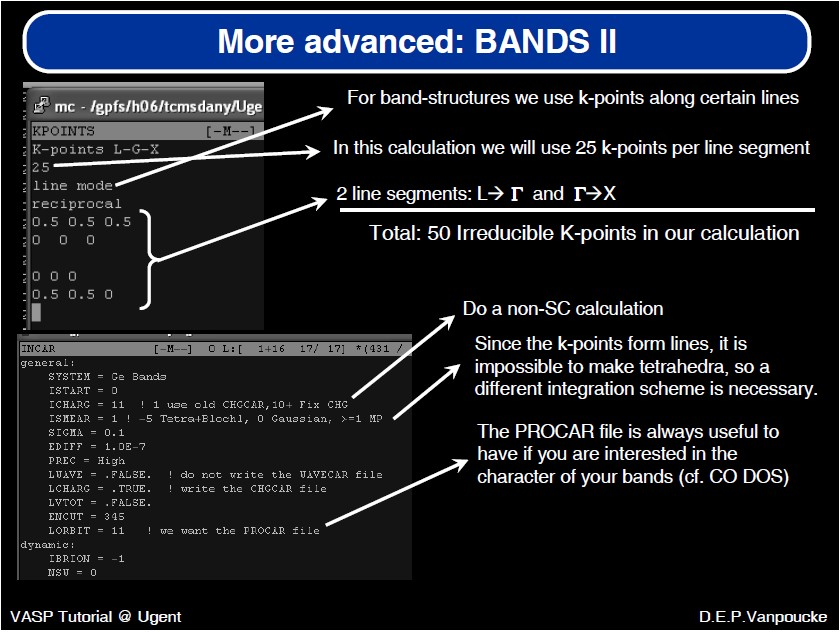 More advanced: BANDS II
mc - /gpfs/h06/tcmsdany/Uge
KPOINTS [-M--]
K-points L-G-X
25
line mode
reciprocal
0.5 0.5 0.5
0 0 0
0 0 0
0.5 0.5 0
For band-structures we use k-points along certain lines
In this calculation we will use 25 k-points per line segment
2 line segments: L→ Γ and Γ→X
Total: 50 Irreducible K-points in our calculation
INCAR [-M--] 0 L:[ 1+16 17/ 17] *(431 /
general:
SYSTEM = Ge Bands
ISTART = 0
ICHARG = 11 ! 1 use old CHGCAR,10+ Fix CHG
ISMEAR = 1 ! -5 Tetra+Blochl, 0 Gaussian, >=1 MP
SIGMA = 0.1
EDIFF = 1.0E-7
PREC = High
LWAVE = .FALSE. ! do not write the WAVECAR file
LCHARG = .TRUE. ! write the CHGCAR file
LVTOT = .FALSE.
ENCUT = 345
LORBIT = 11 ! we want the PROCAR file
dynamic:
IBRION = -1
NSW = 0
Do a non-SC calculation
Since the k-points form lines, it is
impossible to make tetrahedra, so a
different integration scheme is necessary.
The PROCAR file is always useful to
have if you are interested in the
character of your bands (cf. CO DOS)
VASP Tutorial @ Ugent
D.E.P.Vanpoucke